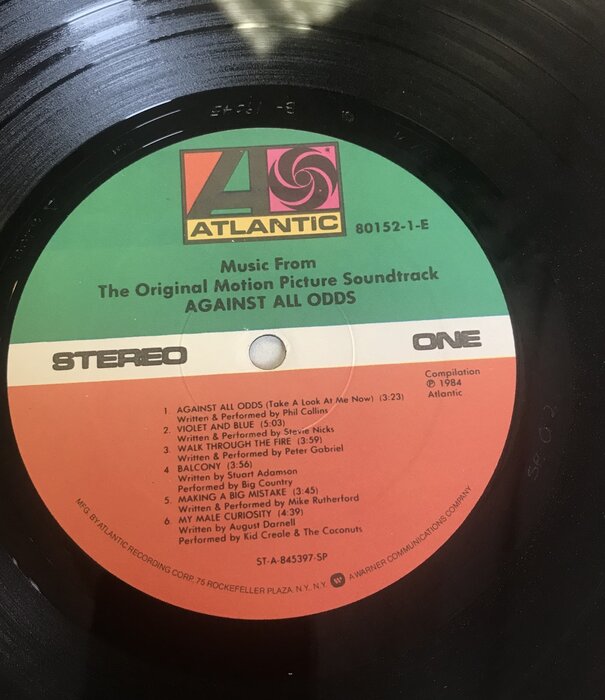 ATLANTIC
80152-1-E
Music From
The Original Motion Picture Soundtrack
AGAINST ALL ODDS
STEREO
ONE
Compilation
℗ 1984
Atlantic
1. AGAINST ALL ODDS (Take A Look At Me Now) (3:23)
Written & Performed by Phil Collins
2. VIOLET AND BLUE (5:03)
Written & Performed by Stevie Nicks
3. WALK THROUGH THE FIRE (3:59)
Written & Performed by Peter Gabriel
4 BALCONY (3:56)
Written by Stuart Adamson
Performed by Big Country
5. MAKING A BIG MISTAKE (3:45)
Written & Performed by Mike Rutherford
6. MY MALE CURIOSITY (4:39)
Written by August Darnell
Performed by Kid Creole & The Coconuts
ST-A-845397-SP
MFG. BY ATLANTIC RECORDING CORP. 75 ROCKEFELLER PLAZA, N.Y. N.Y. A WARNER COMMUNICATIONS COMPANY